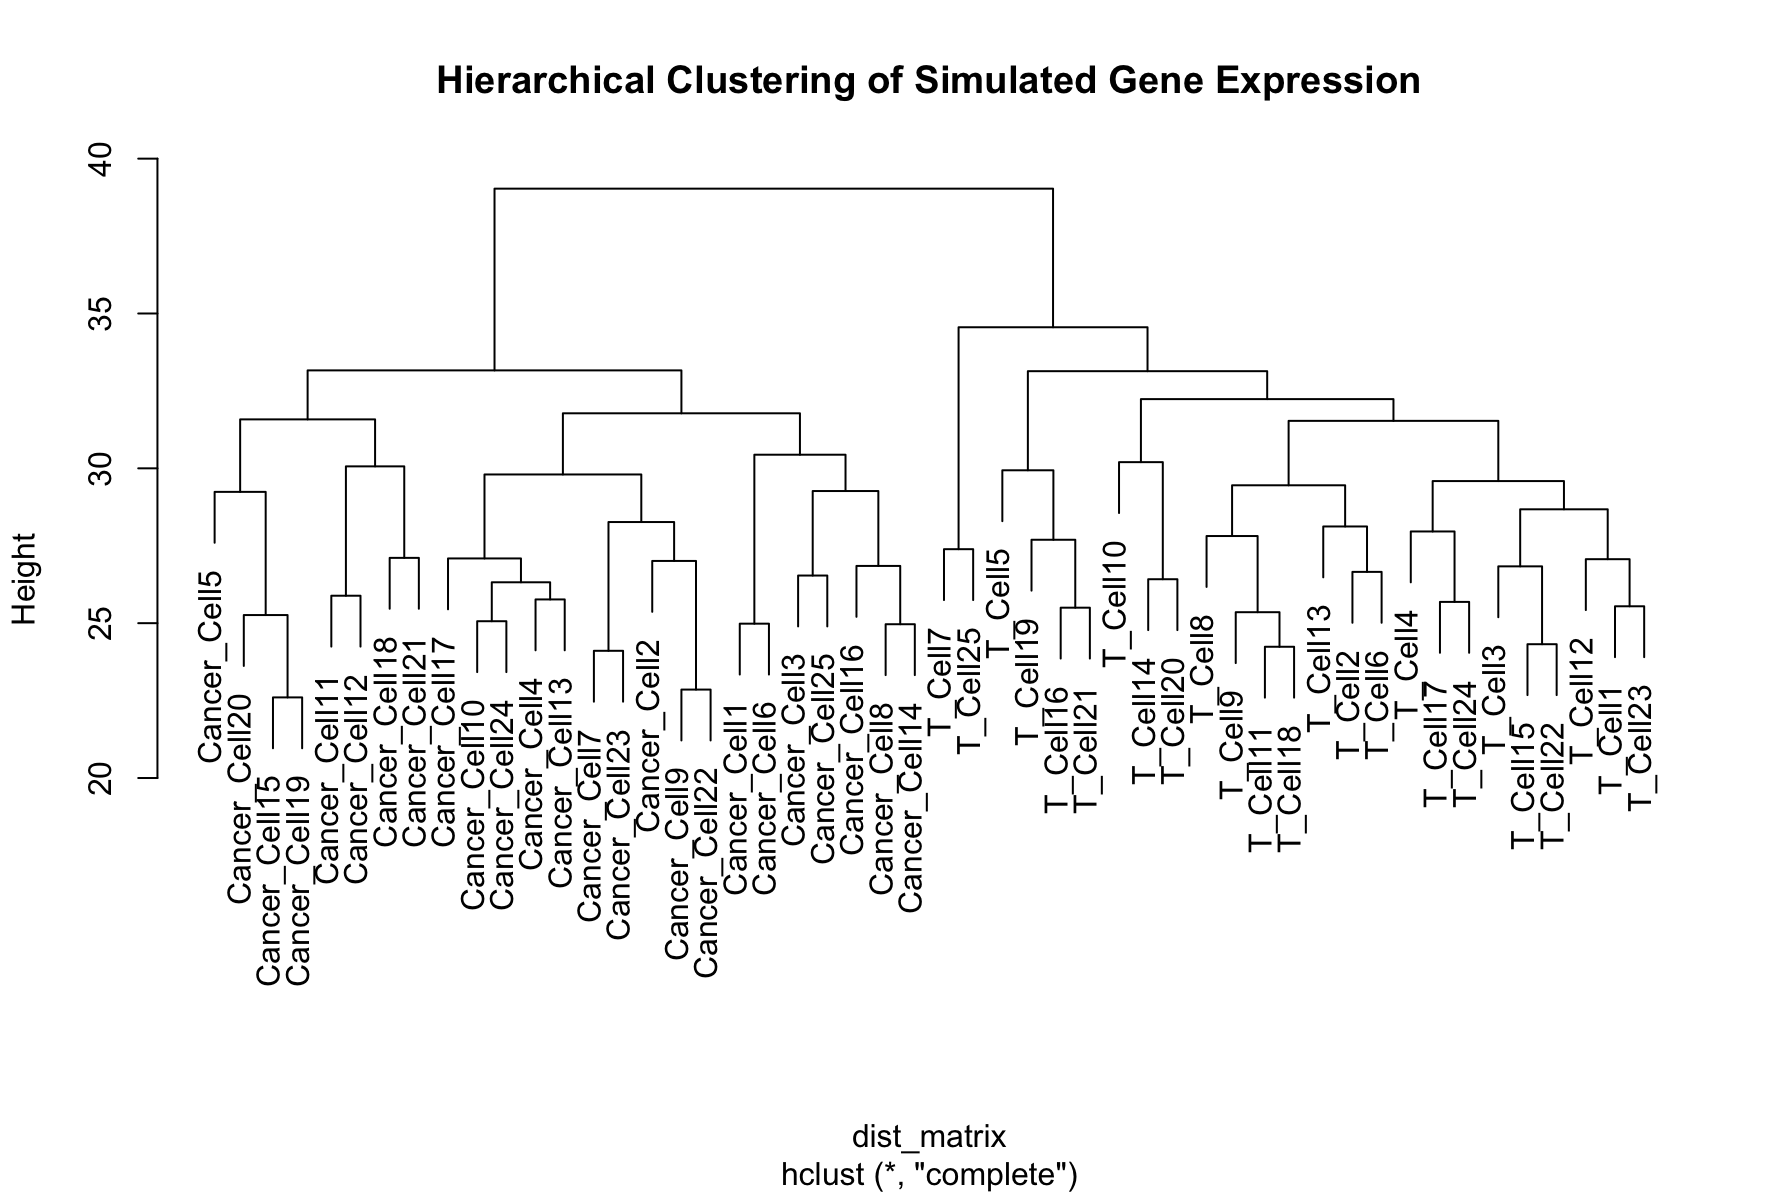 Hierarchical Clustering of Simulated Gene Expression
Height
40
35
30
25
20
Cancer_Cell5
Cancer_Cell20
Cancer_Cell15
Cancer_Cell19
Cancer_Cell11
Cancer_Cell12
Cancer_Cell18
Cancer_Cell21
Cancer_Cell17
Cancer_Cell10
Cancer_Cell24
Cancer_Cell4
Cancer_Cell13
Cancer_Cell7
Cancer_Cell23
Cancer_Cell2
Cancer_Cell9
Cancer_Cell22
Cancer_Cell1
Cancer_Cell6
Cancer_Cell3
Cancer_Cell25
Cancer_Cell16
Cancer_Cell8
Cancer_Cell14
T_Cell7
T_Cell25
T_Cell5
T_Cell19
T_Cell16
T_Cell21
T_Cell10
T_Cell14
T_Cell20
T_Cell8
T_Cell9
T_Cell11
T_Cell18
T_Cell13
T_Cell2
T_Cell6
T_Cell4
T_Cell17
T_Cell24
T_Cell3
T_Cell15
T_Cell22
T_Cell12
T_Cell1
T_Cell23
dist_matrix
hclust (*, "complete")